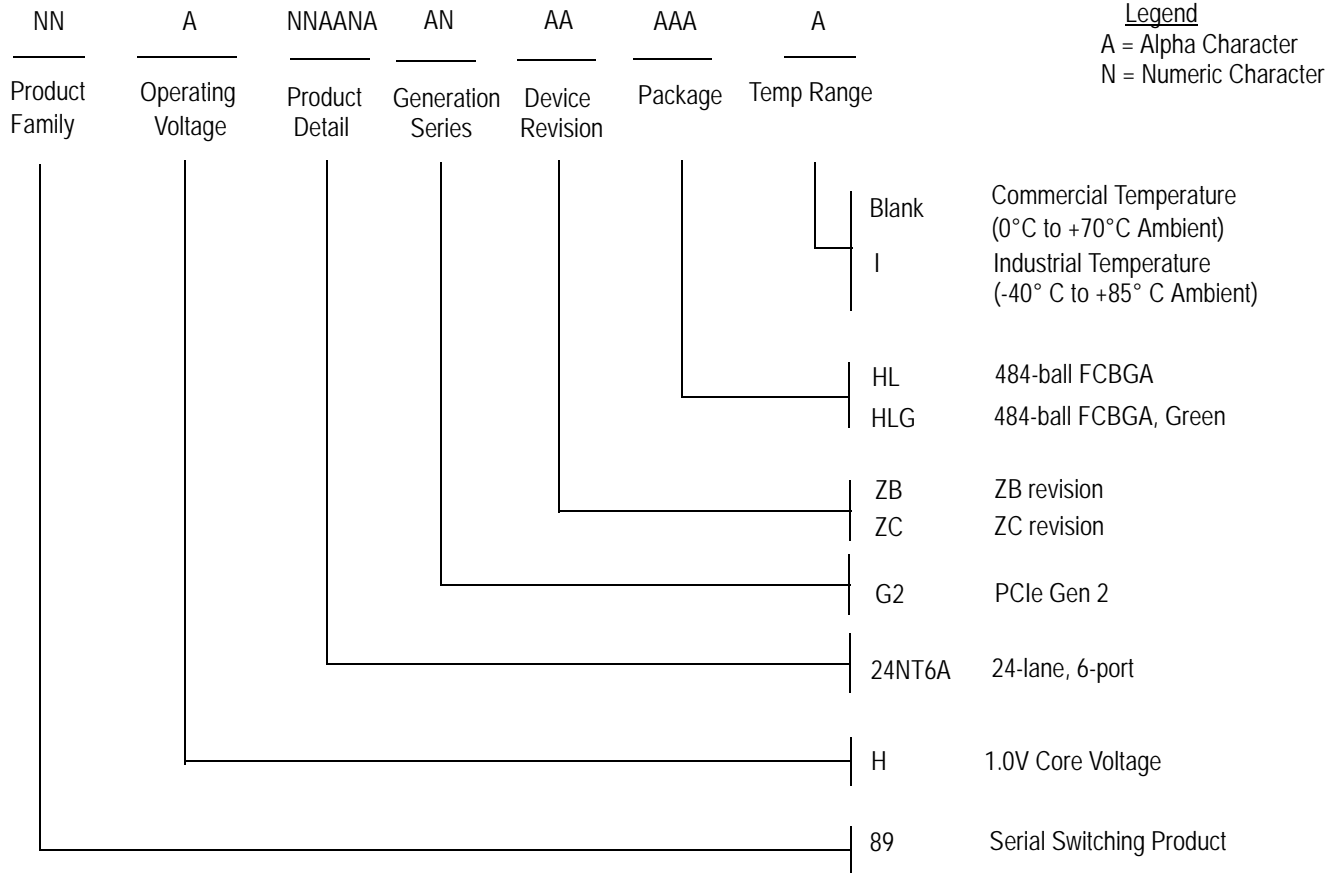 NN A NNAANA AN AA AAA A
Legend
A = Alpha Character
N = Numeric Character
Product Family
Operating Voltage
Product Detail
Generation Series
Device Revision
Package
Temp Range
Blank Commercial Temperature
(0°C to +70°C Ambient)
I Industrial Temperature
(-40° C to +85° C Ambient)
HL 484-ball FCBGA
HLG 484-ball FCBGA, Green
ZB ZB revision
ZC ZC revision
G2 PCIe Gen 2
24NT6A 24-lane, 6-port
H 1.0V Core Voltage
89 Serial Switching Product